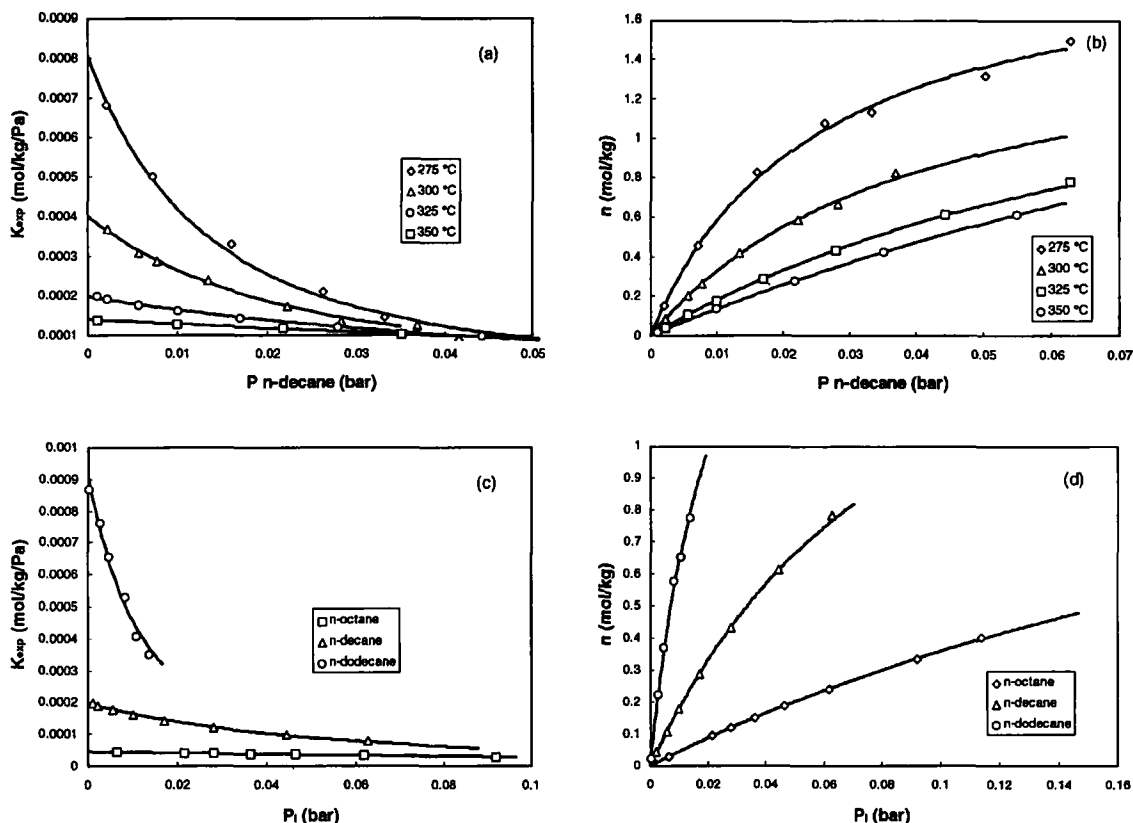 (a)
0.0009
0.0008
0.0007
0.0006
0.0005
0.0004
0.0003
0.0002
0.0001
Kexp (mol/kg/Pa)
275 °C
300 °C
325 °C
350 °C
0 0.01 0.02 0.03 0.04 0.05
P n-decane (bar)
(b)
1.6
1.4
1.2
1
0.8
0.6
0.4
0.2
0
n (mol/kg)
275 °C
300 °C
325 °C
350 °C
0 0.01 0.02 0.03 0.04 0.05 0.06 0.07
P n-decane (bar)
(c)
0.001
0.0009
0.0008
0.0007
0.0006
0.0005
0.0004
0.0003
0.0002
0.0001
0
Kexp (mol/kg/Pa)
n-octane
n-decane
n-dodecane
0 0.02 0.04 0.06 0.08 0.1
Pi (bar)
(d)
1
0.9
0.8
0.7
0.6
0.5
0.4
0.3
0.2
0.1
0
n (mol/kg)
n-octane
n-decane
n-dodecane
0 0.02 0.04 0.06 0.08 0.1 0.12 0.14 0.16
Pi (bar)